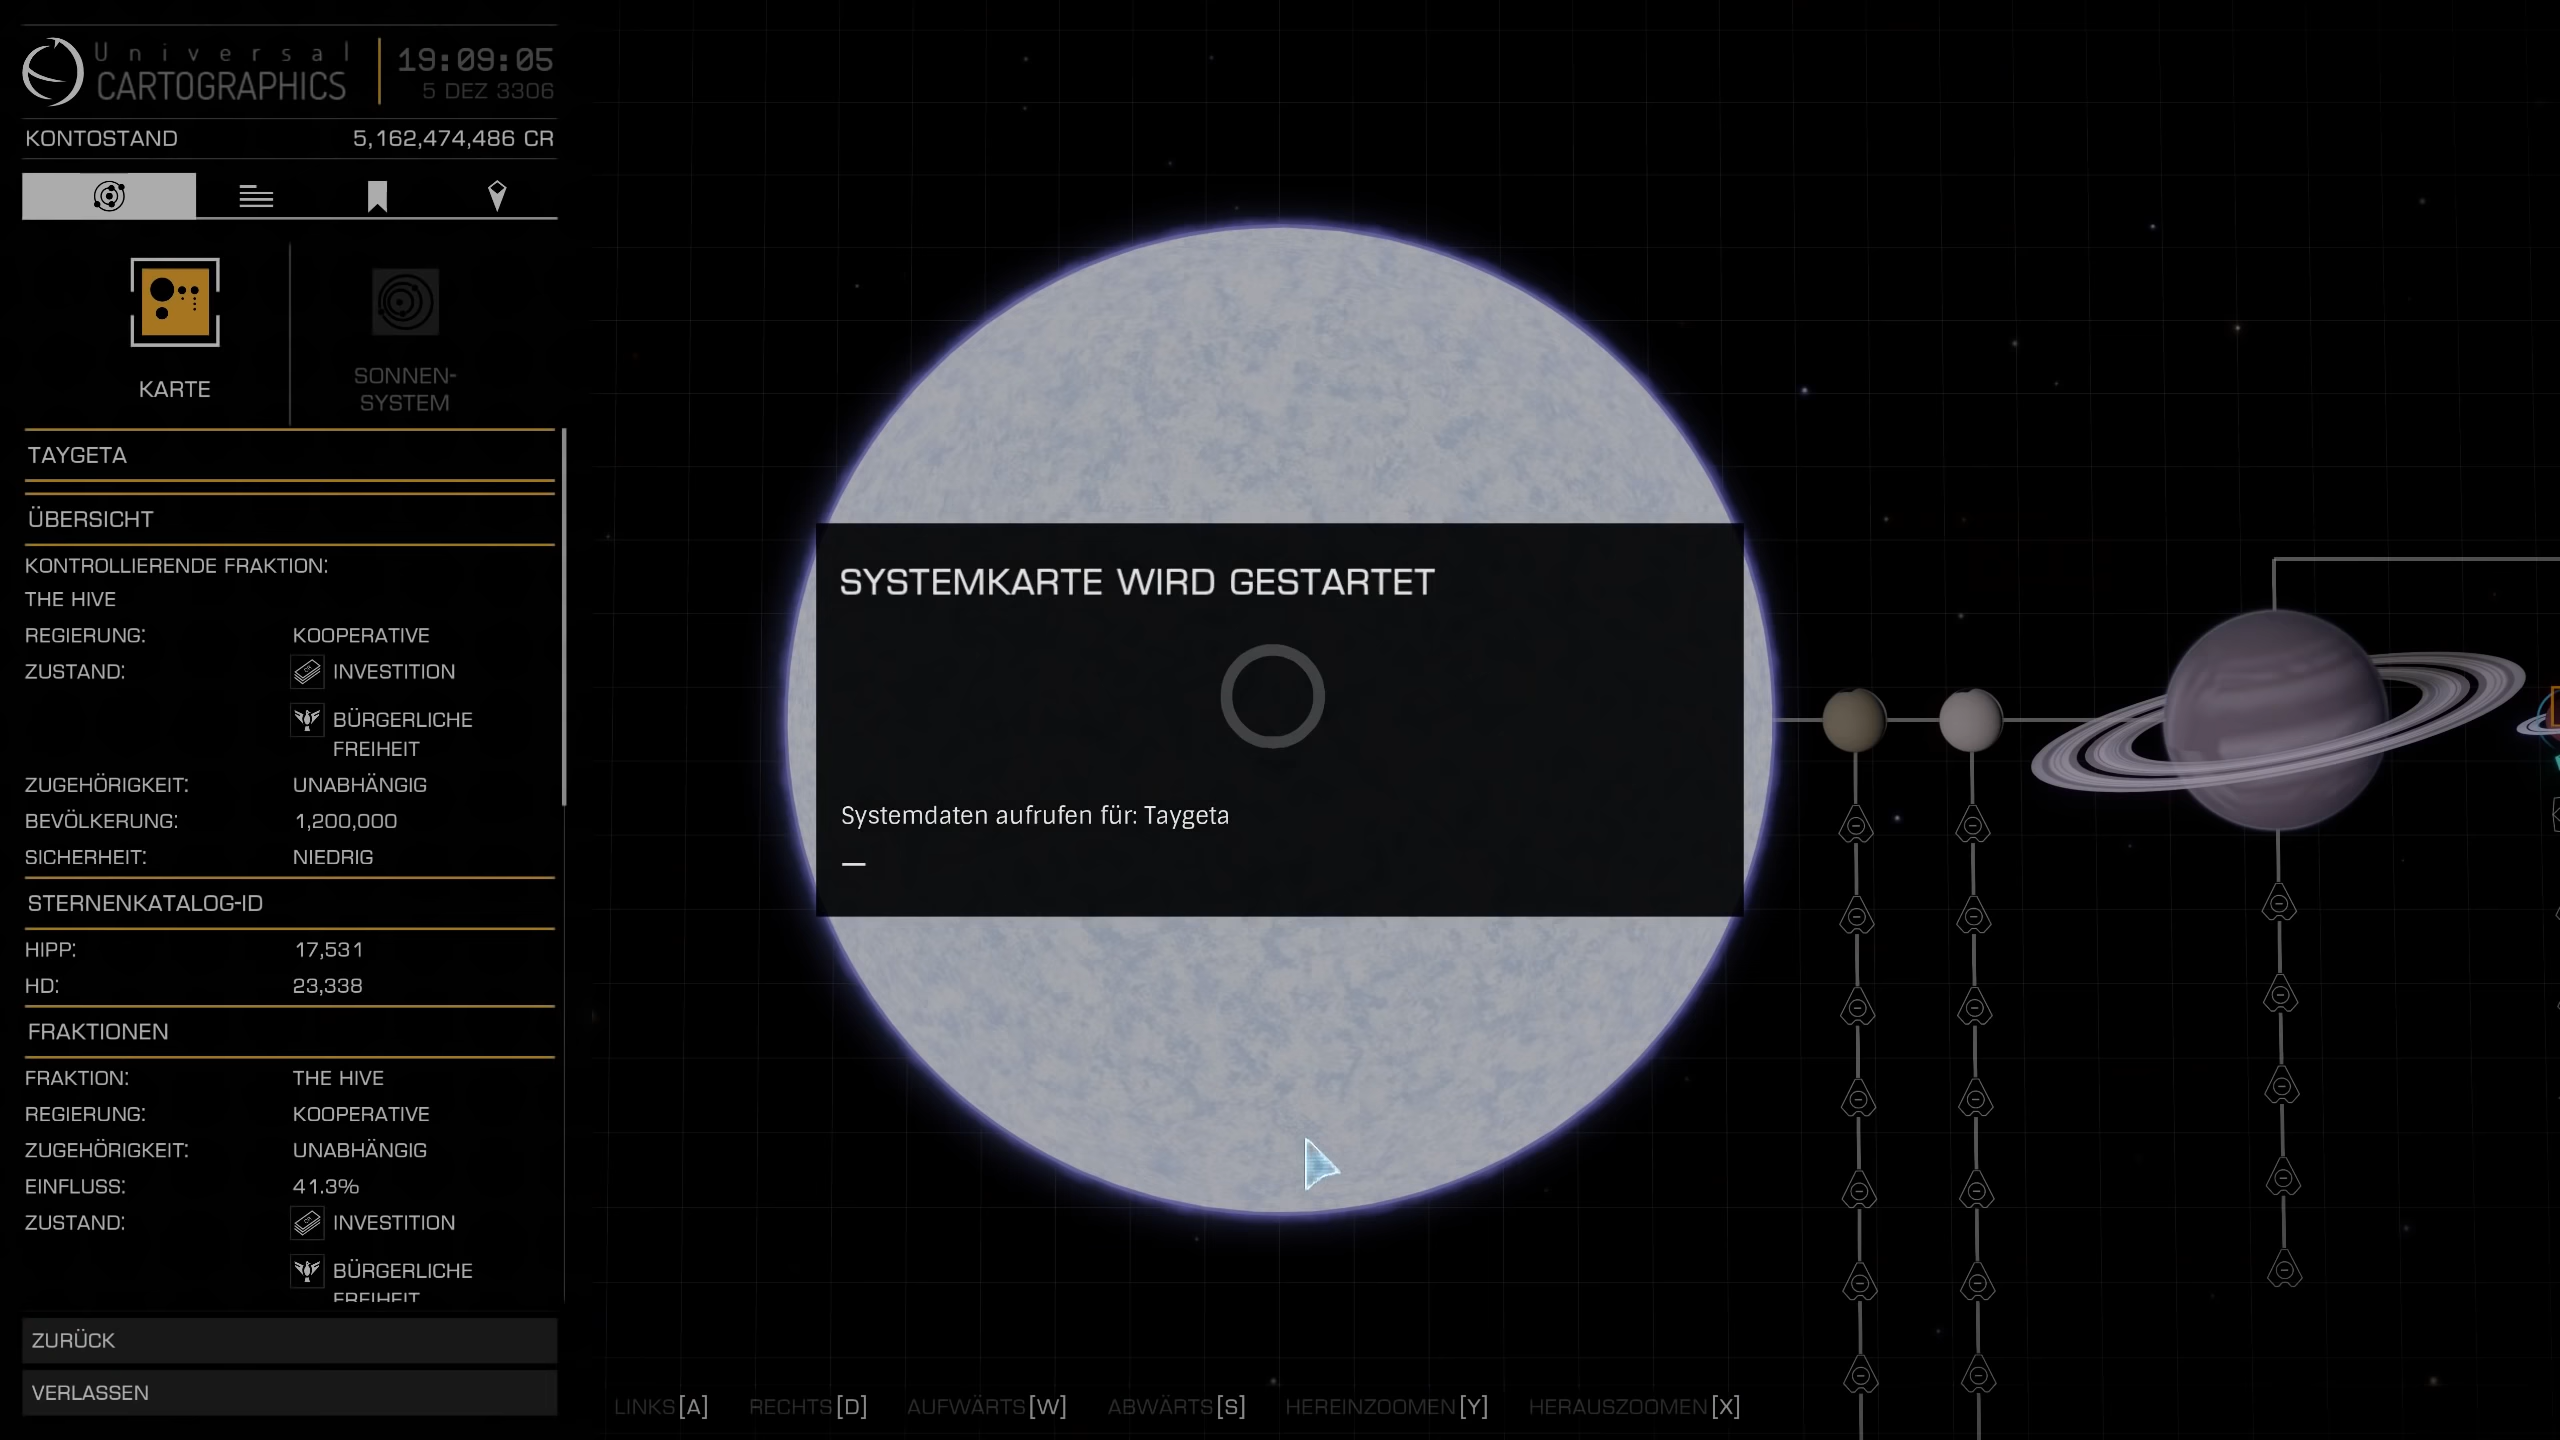 Universal
CARTOGRAPHICS
19:09:05
5 DEZ 3306
KONTOSTAND 5,162,474,486 CR
KARTE
SONNEN-
SYSTEM
TAYGETA
ÜBERSICHT
KONTROLLIERENDE FRAKTION:
THE HIVE
REGIERUNG: KOOPERATIVE
ZUSTAND: INVESTITION
BÜRGERLICHE
FREIHEIT
ZUGEHÖRIGKEIT: UNABHÄNGIG
BEVÖLKERUNG: 1,200,000
SICHERHEIT: NIEDRIG
STERNENKATALOG-ID
HIPP: 17,531
HD: 23,338
FRAKTIONEN
FRAKTION: THE HIVE
REGIERUNG: KOOPERATIVE
ZUGEHÖRIGKEIT: UNABHÄNGIG
EINFLUSS: 41.3%
ZUSTAND: INVESTITION
BÜRGERLICHE
FREIHEIT
ZURÜCK
VERLASSEN
SYSTEMKARTE WIRD GESTARTET
Systemdaten aufrufen für: Taygeta
LINKS[A] RECHTS[D] AUFWÄRTS[W] ABWÄRTS[S] HEREINZOOMEN[Y] HERAUSZOOMEN[X]